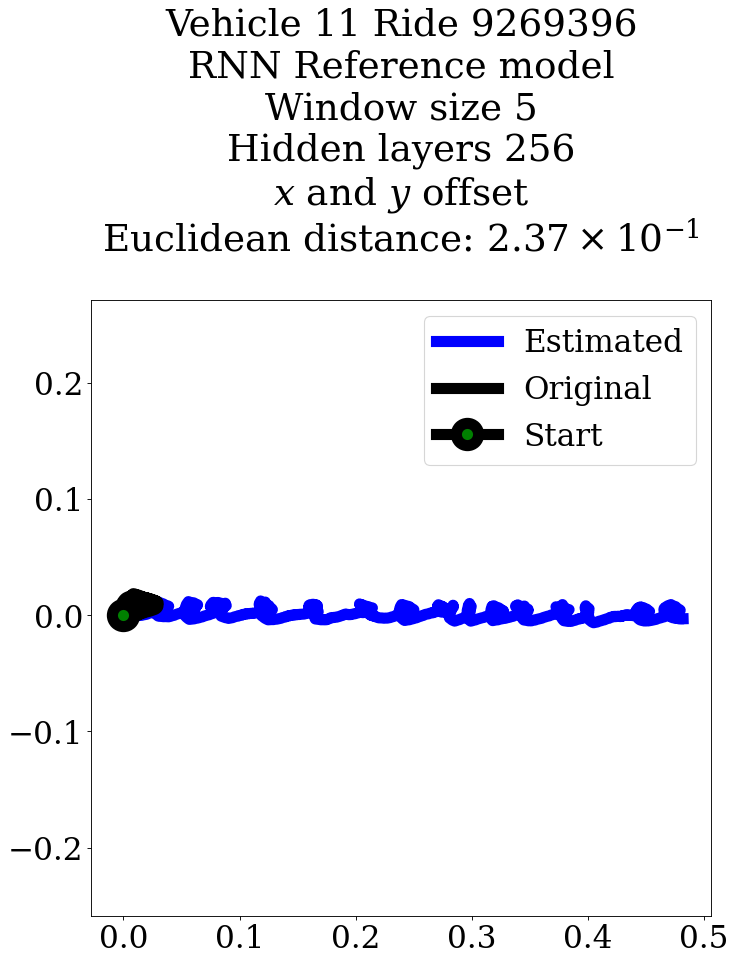 Vehicle 11 Ride 9269396
RNN Reference model
Window size 5
Hidden layers 256
x and y offset
Euclidean distance: 2.37 × 10⁻¹
Estimated
Original
Start
0.2
0.1
0.0
−0.1
−0.2
0.0 0.1 0.2 0.3 0.4 0.5